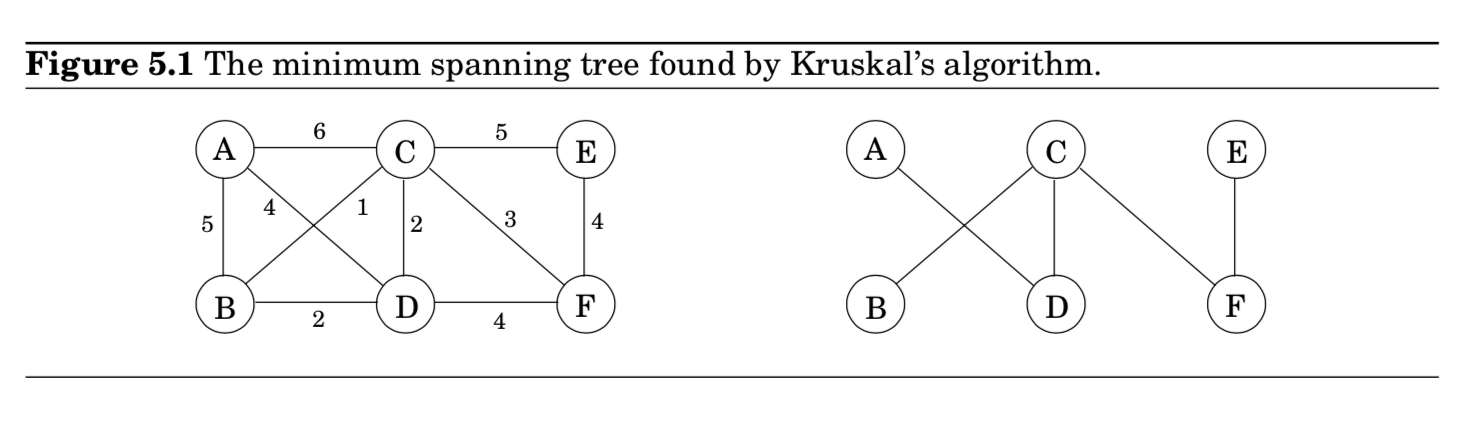 Figure 5.1 The minimum spanning tree found by Kruskal’s algorithm.
6 5
A C E A C E
5 4 1 2 3 4
B D F B D F
2 4